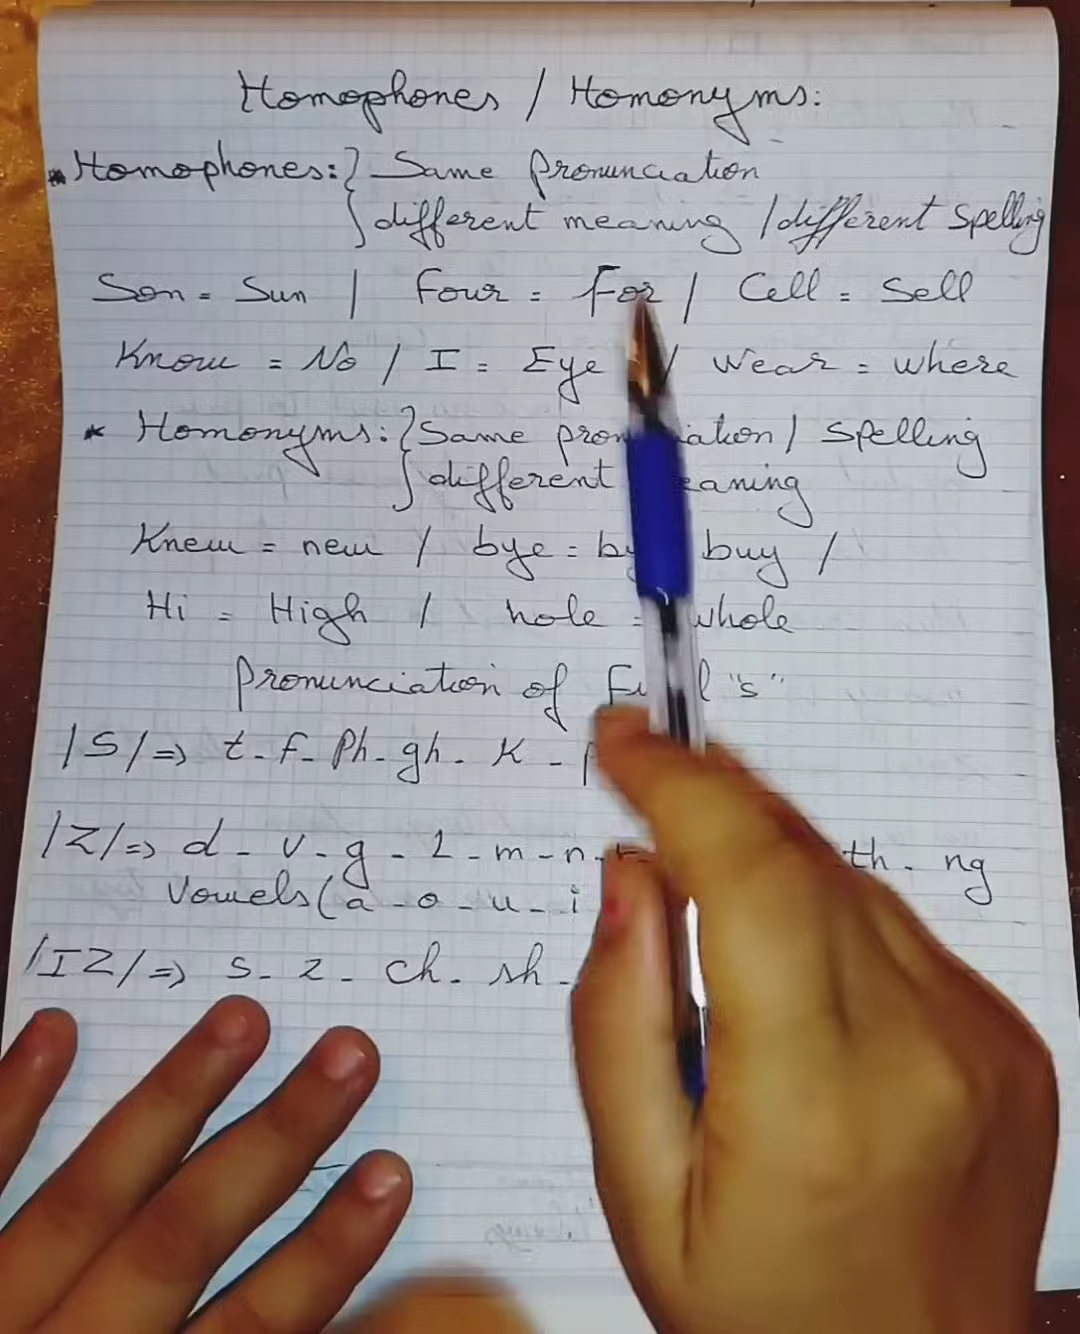 Homophones / Homonyms:
* Homophones: } Same pronunciation
{ different meaning / different spelling
Son = Sun / Four = For / Cell = Sell
Know = No / I = Eye / Wear = where
* Homonyms: } Same / spelling
{ different
Knew = new / bye = buy /
Hi = High / hole = whole
Pronunciation of "s"
/S/ => t - f - ph - gh - k - p
/Z/ => d - v - g - l - m - n - th - ng
Vowels (a - o - u - i
/IZ/ => s - z - ch - sh -